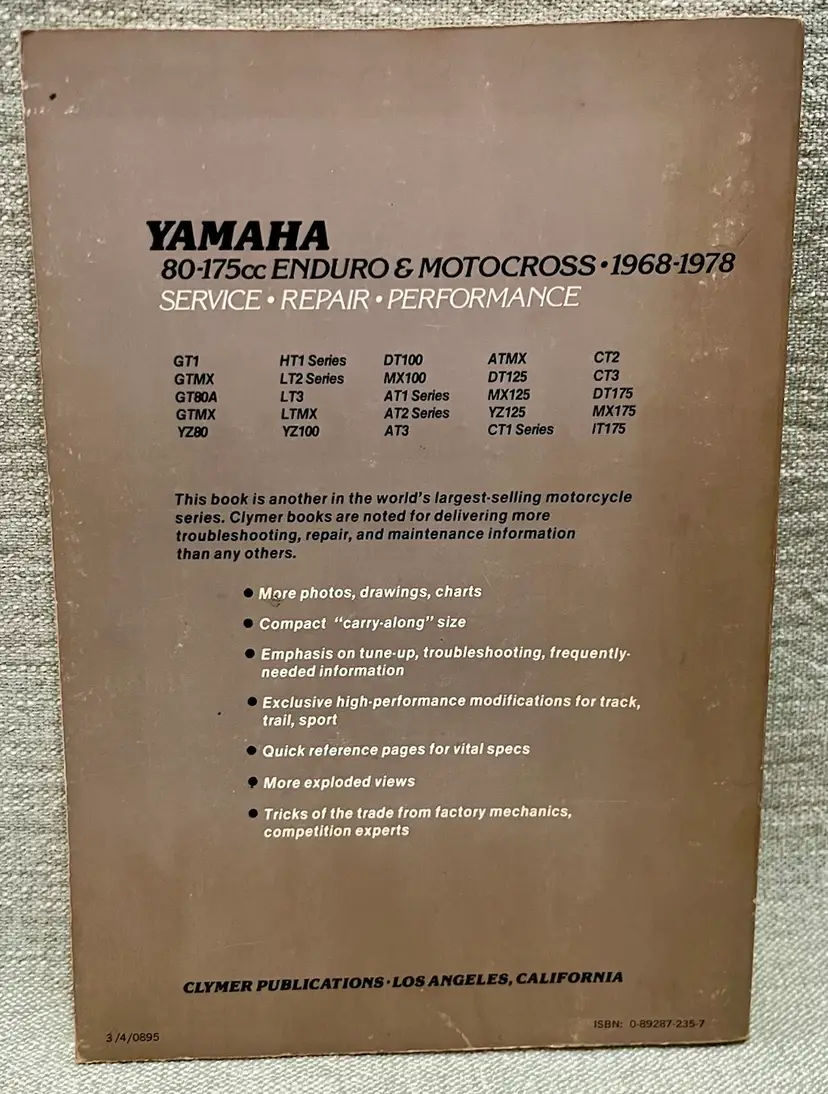 YAMAHA
80-175cc ENDURO & MOTOCROSS • 1968-1978
SERVICE • REPAIR • PERFORMANCE
GT1 HT1 Series DT100 ATMX CT2
GTMX LT2 Series MX100 DT125 CT3
GT80A LT3 AT1 Series MX125 DT175
GTMX LTMX AT2 Series YZ125 MX175
YZ80 YZ100 AT3 CT1 Series IT175
This book is another in the world's largest-selling motorcycle
series. Clymer books are noted for delivering more
troubleshooting, repair, and maintenance information
than any others.
● More photos, drawings, charts
● Compact "carry-along" size
● Emphasis on tune-up, troubleshooting, frequently-
needed information
● Exclusive high-performance modifications for track,
trail, sport
● Quick reference pages for vital specs
● More exploded views
● Tricks of the trade from factory mechanics,
competition experts
CLYMER PUBLICATIONS • LOS ANGELES, CALIFORNIA
ISBN: 0-89287-235-7
3/4/0895